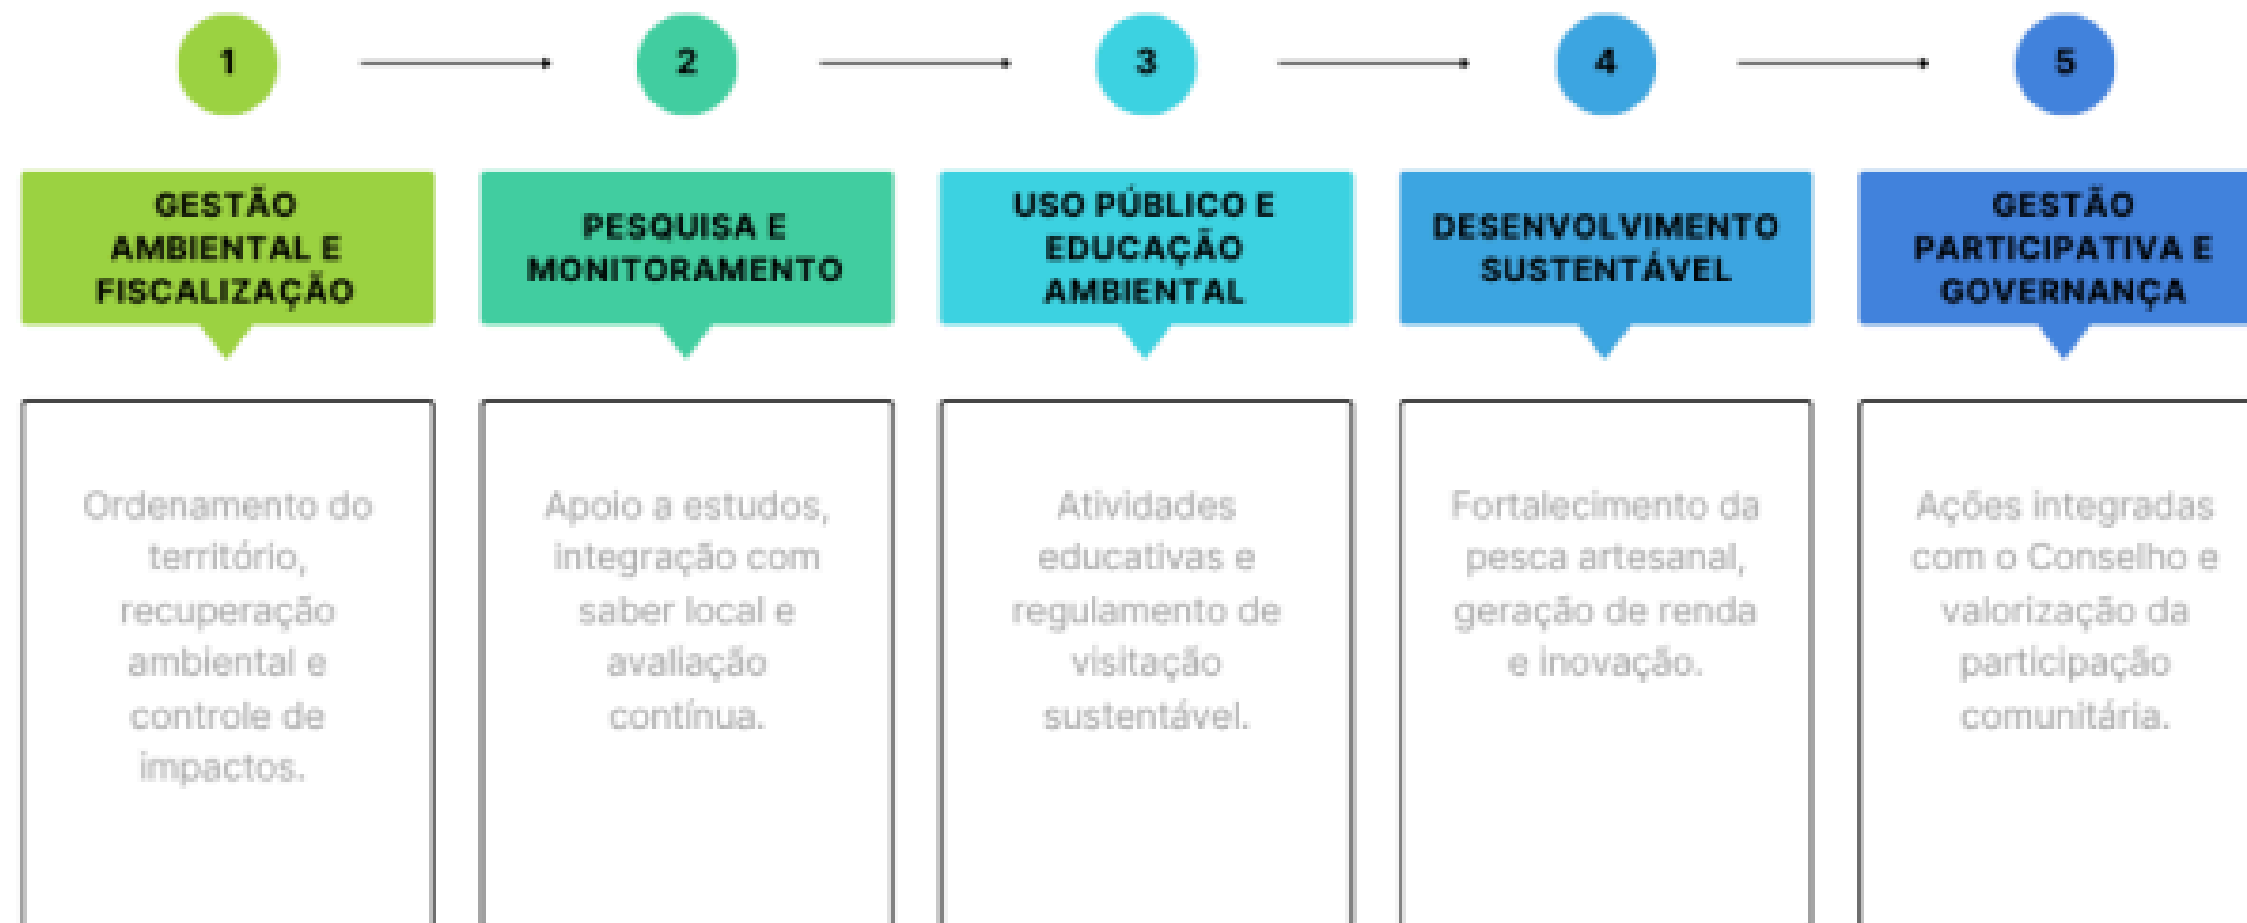 1
2
3
4
5
GESTÃO
AMBIENTAL E
FISCALIZAÇÃO
PESQUISA E
MONITORAMENTO
USO PÚBLICO E
EDUCAÇÃO
AMBIENTAL
DESENVOLVIMENTO
SUSTENTÁVEL
GESTÃO
PARTICIPATIVA E
GOVERNANÇA
Ordenamento do
território,
recuperação
ambiental e
controle de
impactos.
Apoio a estudos,
integração com
saber local e
avaliação
contínua.
Atividades
educativas e
regulamento de
visitação
sustentável.
Fortalecimento da
pesca artesanal,
geração de renda
e inovação.
Ações integradas
com o Conselho e
valorização da
participação
comunitária.